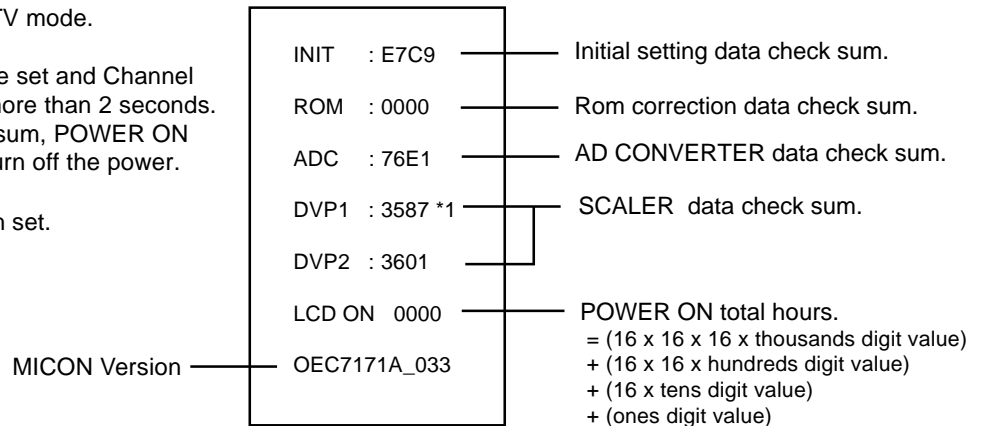 TV mode.
e set and Channel
more than 2 seconds.
sum, POWER ON
urn off the power.
n set.
INIT : E7C9
Initial setting data check sum.
ROM : 0000
Rom correction data check sum.
ADC : 76E1
AD CONVERTER data check sum.
DVP1 : 3587 *1
SCALER data check sum.
DVP2 : 3601
LCD ON 0000
POWER ON total hours.
= (16 x 16 x 16 x thousands digit value)
+ (16 x 16 x hundreds digit value)
+ (16 x tens digit value)
+ (ones digit value)
MICON Version
OEC7171A_033